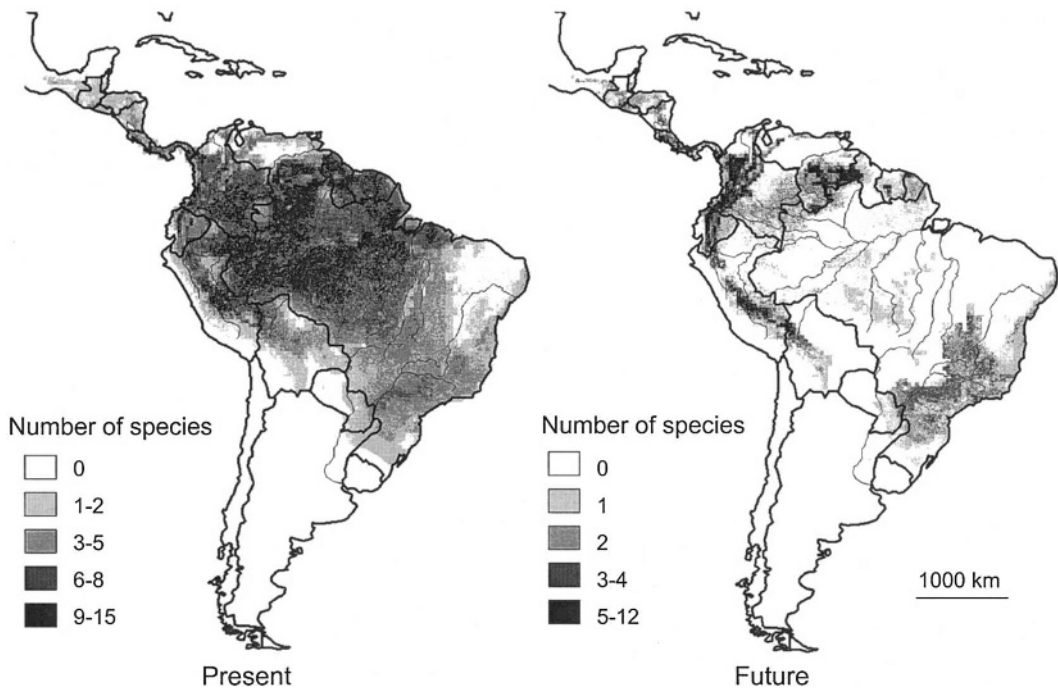 Number of species
0
1-2
3-5
6-8
9-15
Present
Number of species
0
1
2
3-4
5-12
1000 km
Future